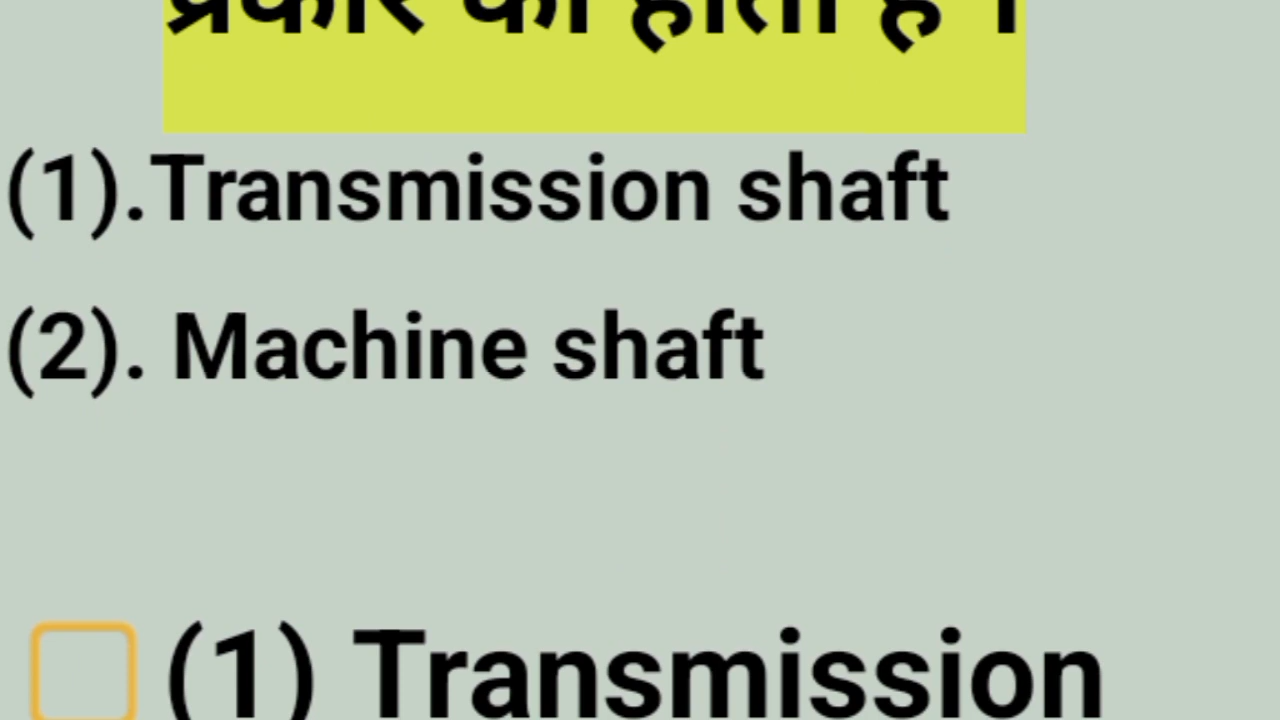 प्रकार का होता है ।
(1).Transmission shaft
(2). Machine shaft
(1) Transmission